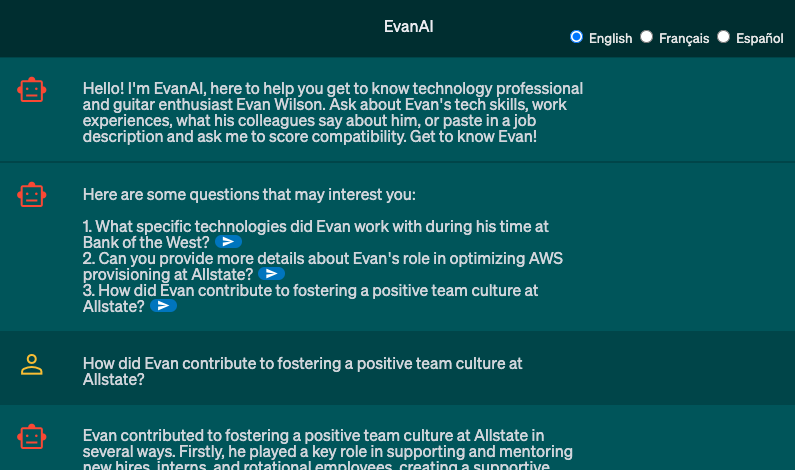 EvanAI
English Français Español
Hello! I'm EvanAI, here to help you get to know technology professional
and guitar enthusiast Evan Wilson. Ask about Evan's tech skills, work
experiences, what his colleagues say about him, or paste in a job
description and ask me to score compatibility. Get to know Evan!
Here are some questions that may interest you:
1. What specific technologies did Evan work with during his time at
Bank of the West?
2. Can you provide more details about Evan's role in optimizing AWS
provisioning at Allstate?
3. How did Evan contribute to fostering a positive team culture at
Allstate?
How did Evan contribute to fostering a positive team culture at
Allstate?
Evan contributed to fostering a positive team culture at Allstate in
several ways. Firstly, he played a key role in supporting and mentoring
new hires, interns, and rotational employees, creating a supportive